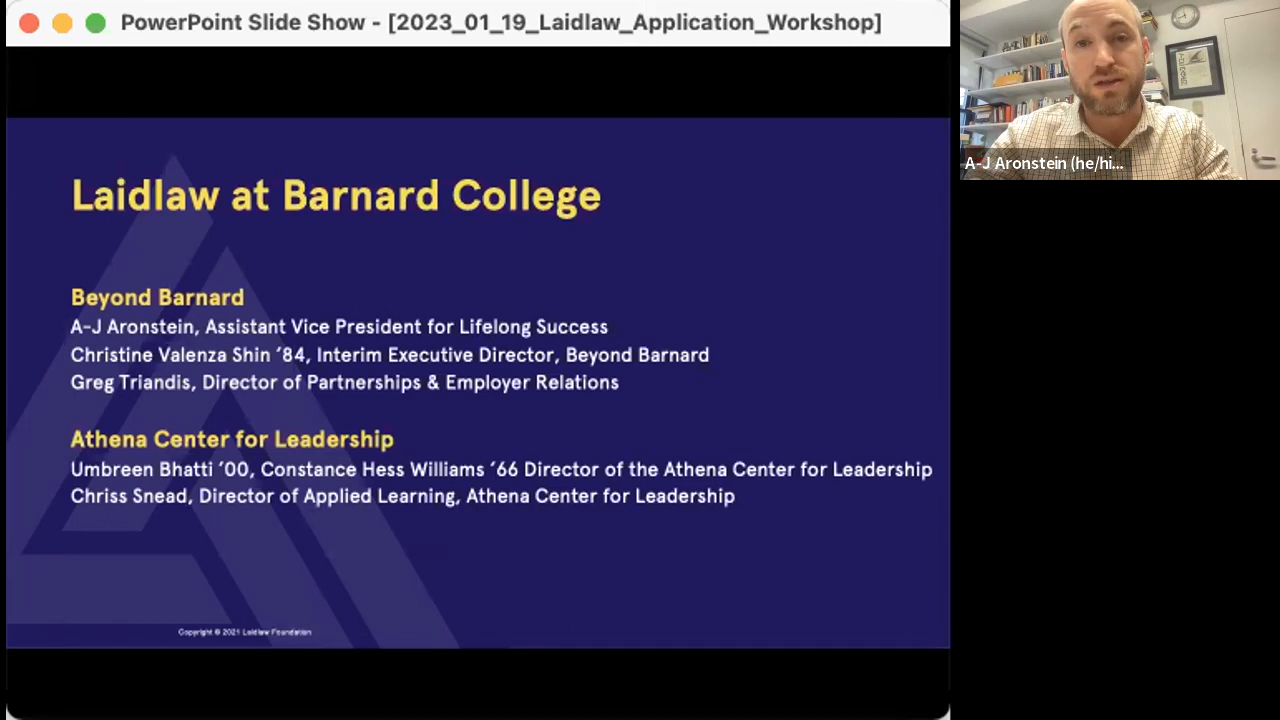 PowerPoint Slide Show - [2023_01_19_Laidlaw_Application_Workshop]
Laidlaw at Barnard College
Beyond Barnard
A-J Aronstein, Assistant Vice President for Lifelong Success
Christine Valenza Shin ’84, Interim Executive Director, Beyond Barnard
Greg Triandis, Director of Partnerships & Employer Relations
Athena Center for Leadership
Umbreen Bhatti ’00, Constance Hess Williams ’66 Director of the Athena Center for Leadership
Chriss Snead, Director of Applied Learning, Athena Center for Leadership
Copyright © 2021 Laidlaw Foundation
A-J Aronstein (he/hi...